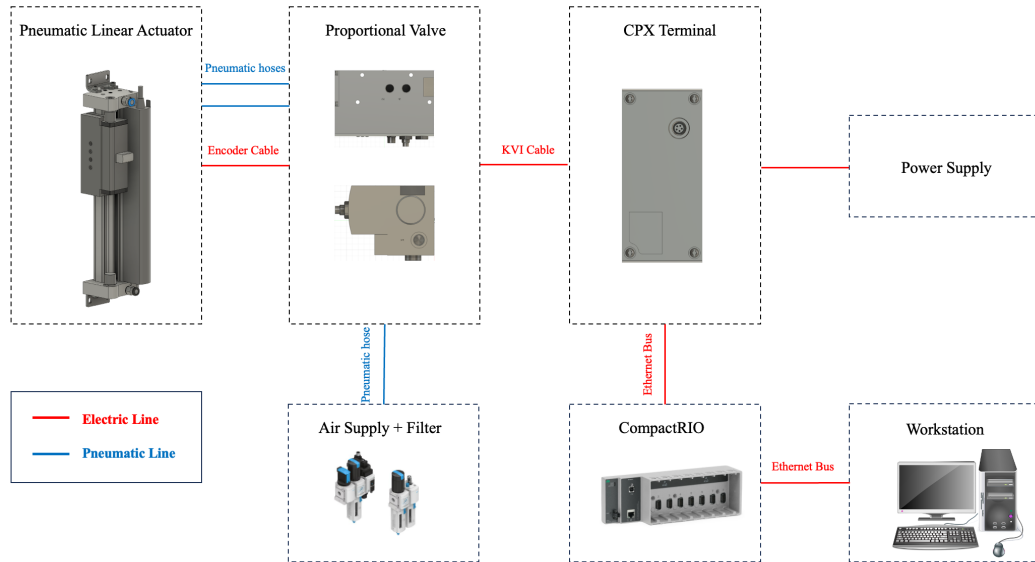 Pneumatic Linear Actuator
Proportional Valve
CPX Terminal
Pneumatic hoses
Encoder Cable
KVI Cable
Power Supply
Pneumatic hose
Ethernet Bus
Electric Line
Pneumatic Line
Air Supply + Filter
CompactRIO
Ethernet Bus
Workstation